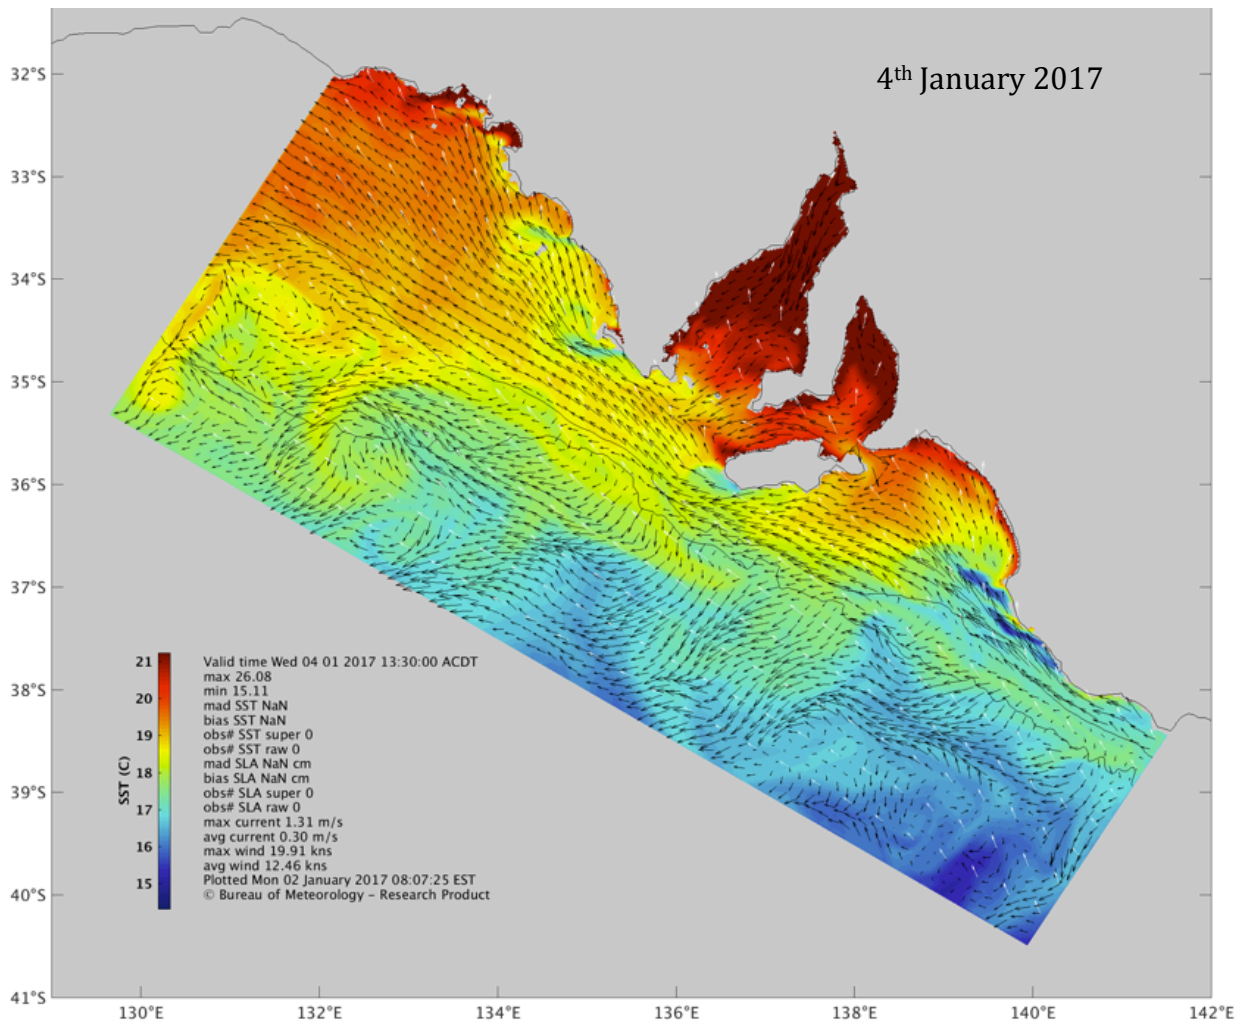 4th January 2017
32°S
33°S
34°S
35°S
36°S
37°S
38°S
39°S
40°S
41°S
21
20
19
18
17
16
15
SST (C)
Valid time Wed 04 01 2017 13:30:00 ACDT
max 26.08
min 15.11
mad SST NaN
bias SST NaN
obs# SST super 0
obs# SST raw 0
mad SLA NaN cm
bias SLA NaN cm
obs# SLA super 0
obs# SLA raw 0
max current 1.31 m/s
avg current 0.30 m/s
max wind 19.91 kns
avg wind 12.46 kns
Plotted Mon 02 January 2017 08:07:25 EST
© Bureau of Meteorology – Research Product
130°E 132°E 134°E 136°E 138°E 140°E 142°E